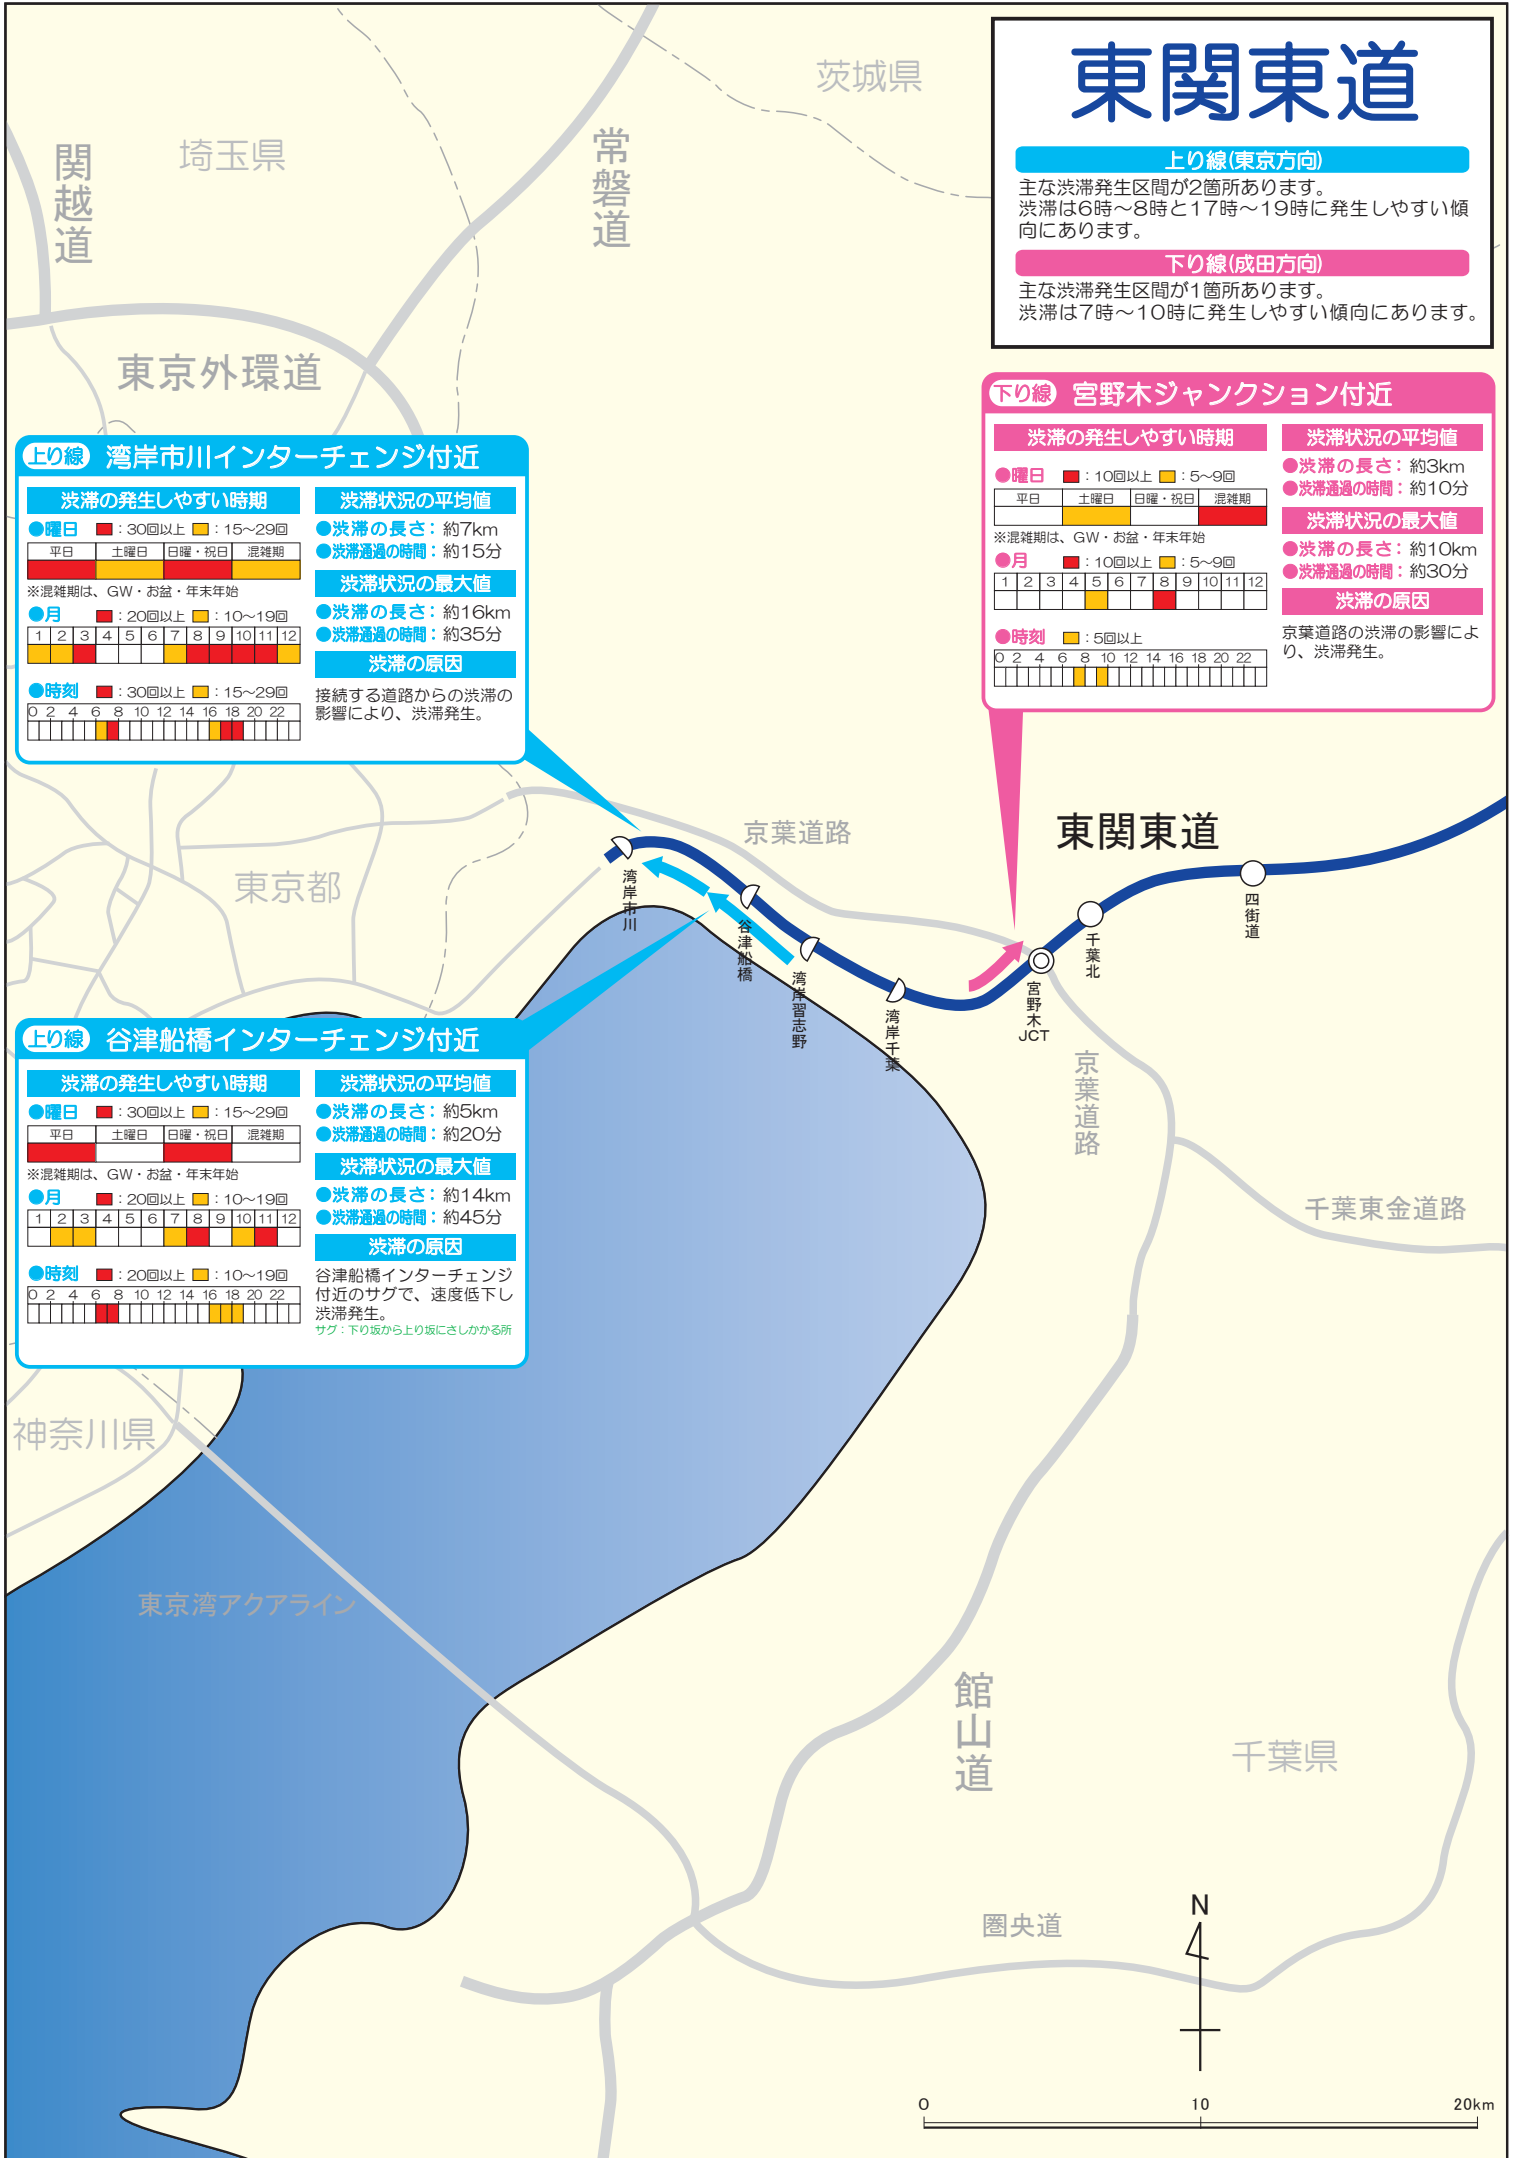 東関東道
上り線(東京方向)
主な渋滞発生区間が2箇所あります。
渋滞は6時～8時と17時～19時に発生しやすい傾
向にあります。
下り線(成田方向)
主な渋滞発生区間が1箇所あります。
渋滞は7時～10時に発生しやすい傾向にあります。
茨城県
埼玉県
関越道
常磐道
東京外環道
上り線 湾岸市川インターチェンジ付近
渋滞の発生しやすい時期
●曜日 ：30回以上 ：15～29回
平日 土曜日 日曜・祝日 混雑期
※混雑期は、GW・お盆・年末年始
●月 ：20回以上 ：10～19回
1 2 3 4 5 6 7 8 9 10 11 12
●時刻 ：30回以上 ：15～29回
0 2 4 6 8 10 12 14 16 18 20 22
渋滞状況の平均値
●渋滞の長さ：約7km
●渋滞通過の時間：約15分
渋滞状況の最大値
●渋滞の長さ：約16km
●渋滞通過の時間：約35分
渋滞の原因
接続する道路からの渋滞の
影響により、渋滞発生。
下り線 宮野木ジャンクション付近
渋滞の発生しやすい時期
●曜日 ：10回以上 ：5～9回
平日 土曜日 日曜・祝日 混雑期
※混雑期は、GW・お盆・年末年始
●月 ：10回以上 ：5～9回
1 2 3 4 5 6 7 8 9 10 11 12
●時刻 ：5回以上
0 2 4 6 8 10 12 14 16 18 20 22
渋滞状況の平均値
●渋滞の長さ：約3km
●渋滞通過の時間：約10分
渋滞状況の最大値
●渋滞の長さ：約10km
●渋滞通過の時間：約30分
渋滞の原因
京葉道路の渋滞の影響によ
り、渋滞発生。
京葉道路
東関東道
東京都
湾岸市川
谷津船橋
湾岸習志野
湾岸千葉
宮野木
JCT
千葉北
四街道
京葉道路
千葉東金道路
上り線 谷津船橋インターチェンジ付近
渋滞の発生しやすい時期
●曜日 ：30回以上 ：15～29回
平日 土曜日 日曜・祝日 混雑期
※混雑期は、GW・お盆・年末年始
●月 ：20回以上 ：10～19回
1 2 3 4 5 6 7 8 9 10 11 12
●時刻 ：20回以上 ：10～19回
0 2 4 6 8 10 12 14 16 18 20 22
渋滞状況の平均値
●渋滞の長さ：約5km
●渋滞通過の時間：約20分
渋滞状況の最大値
●渋滞の長さ：約14km
●渋滞通過の時間：約45分
渋滞の原因
谷津船橋インターチェンジ
付近のサグで、速度低下し
渋滞発生。
サグ：下り坂から上り坂にさしかかる所
神奈川県
東京湾アクアライン
館山道
千葉県
圏央道
N
0 10 20km